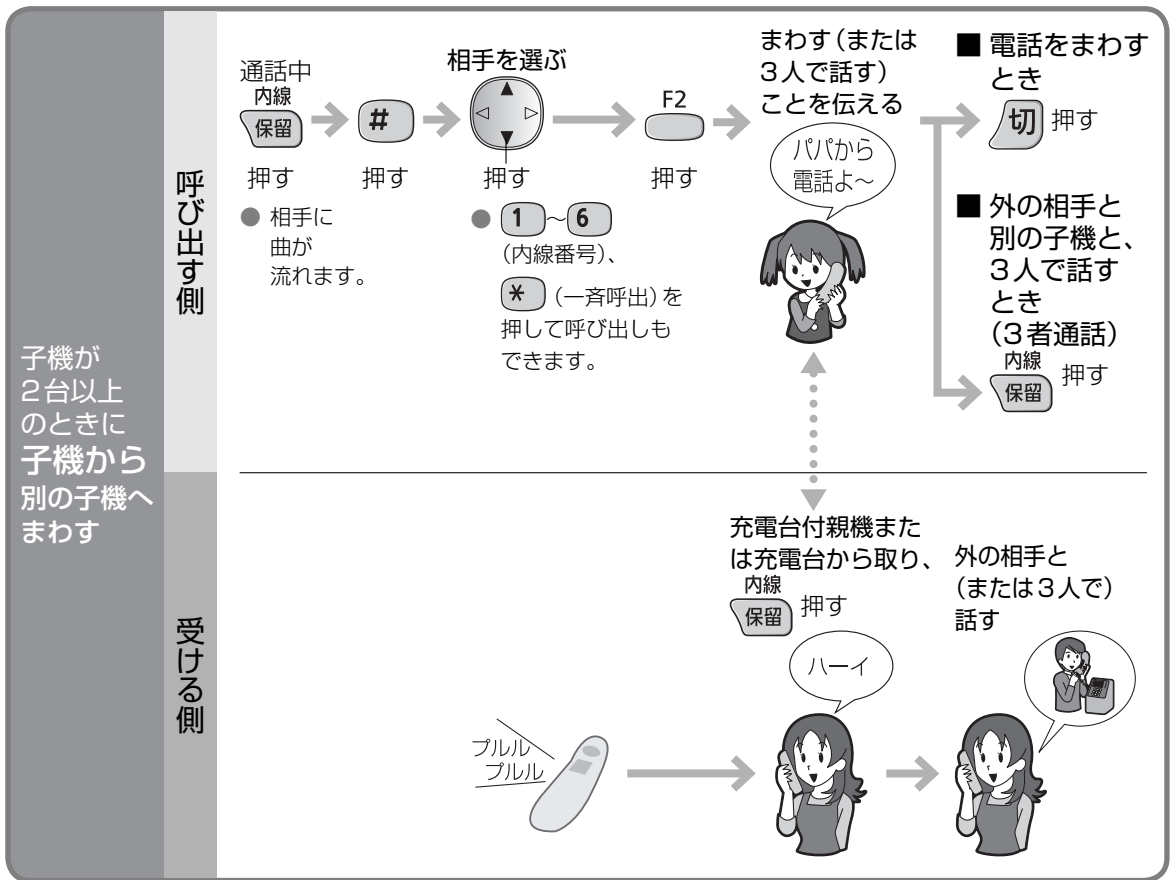 子機が
2台以上
のときに
子機から
別の子機へ
まわす
呼び出す側
通話中
内線
保留
押す
● 相手に
曲が
流れます。
#
押す
相手を選ぶ
押す
● 1～6
(内線番号)、
* (一斉呼出)を
押して呼び出しも
できます。
F2
押す
まわす(または
3人で話す)
ことを伝える
パパから
電話よ～
■ 電話をまわす
とき
切 押す
■ 外の相手と
別の子機と、
3人で話す
とき
(3者通話)
内線
保留 押す
受ける側
プルル
プルル
充電台付親機また
は充電台から取り、
内線
保留 押す
ハーイ
外の相手と
(または3人で)
話す